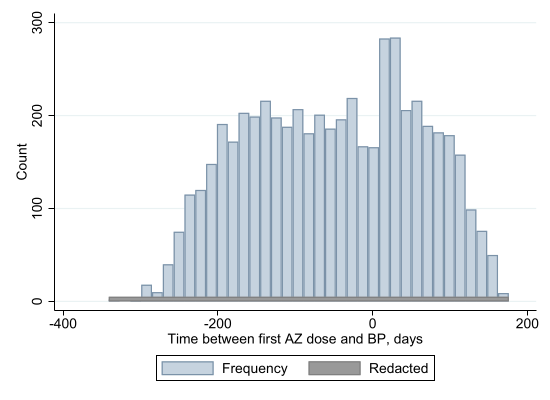 300
200
100
0
Count
-400 -200 0 200
Time between first AZ dose and BP, days
Frequency Redacted